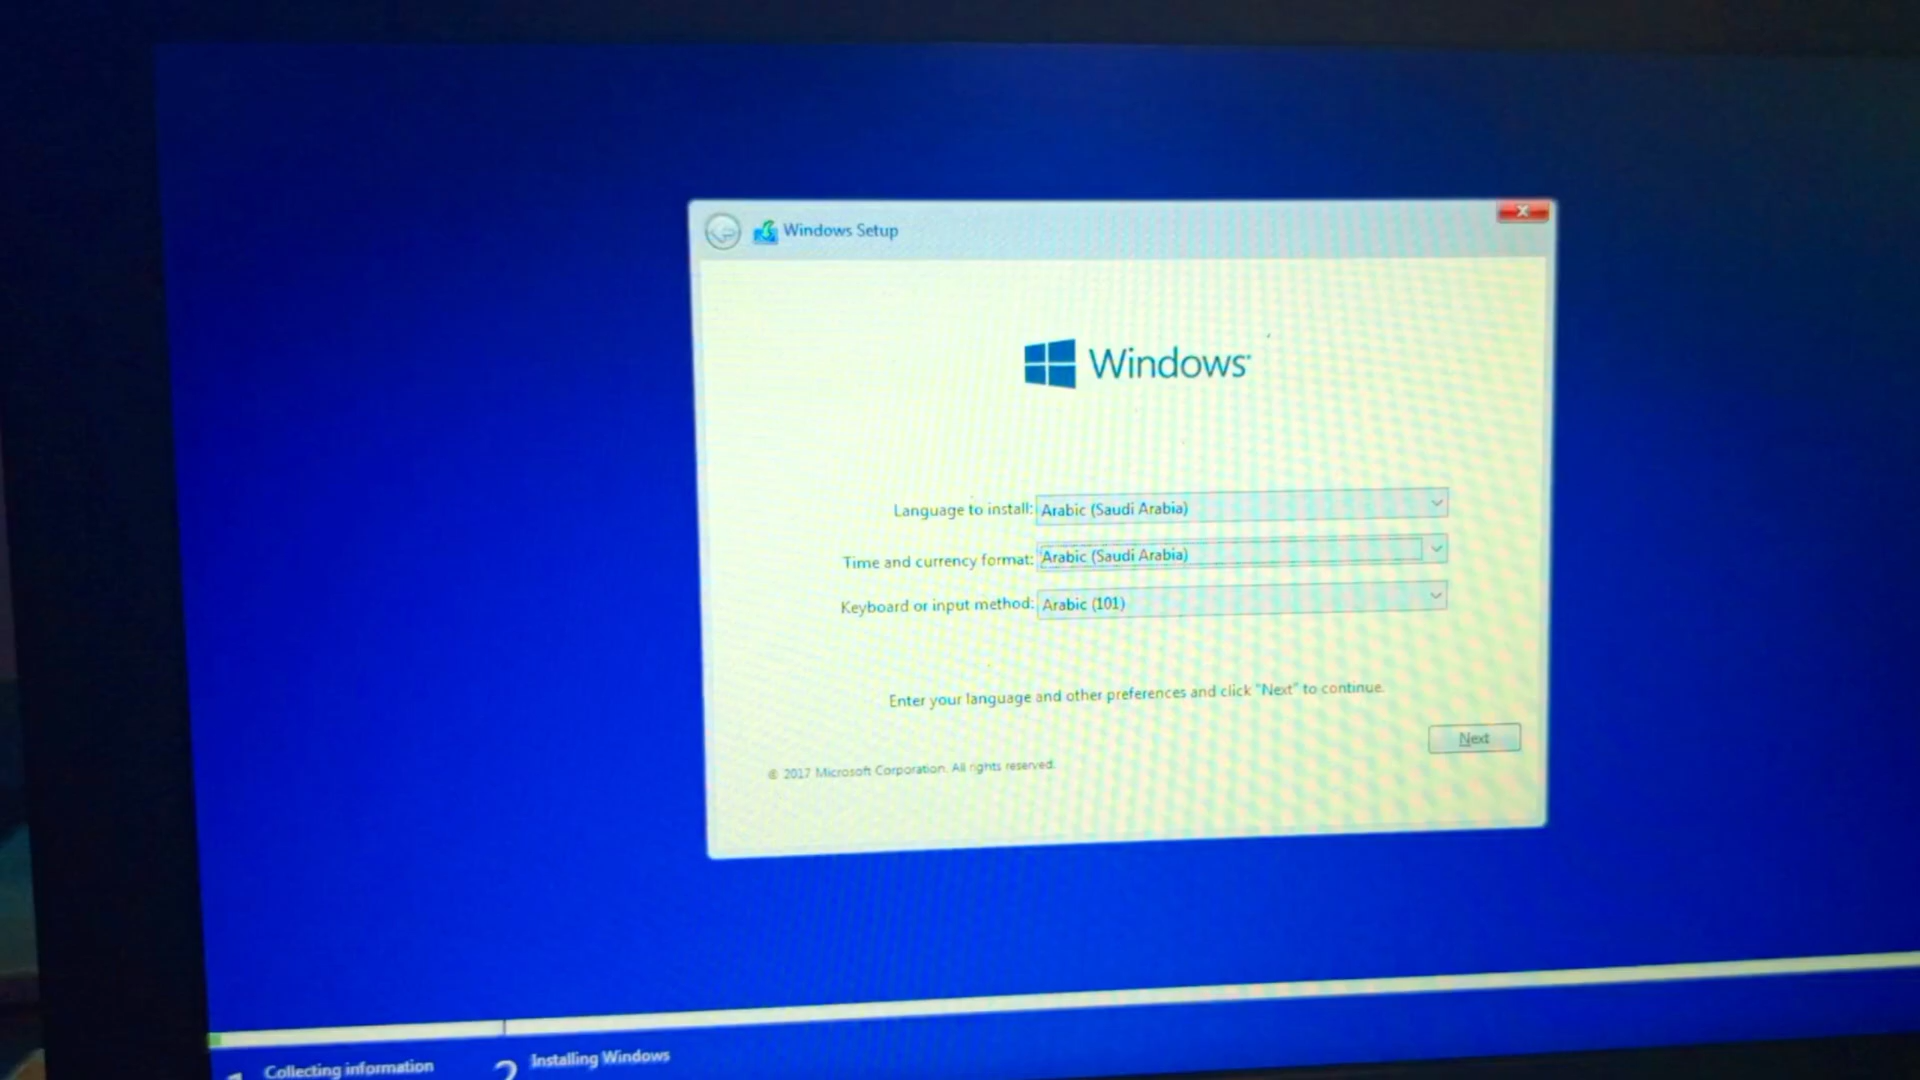 Windows Setup
Windows
Language to install: Arabic (Saudi Arabia)
Time and currency format: Arabic (Saudi Arabia)
Keyboard or input method: Arabic (101)
Enter your language and other preferences and click "Next" to continue.
Next
© 2017 Microsoft Corporation. All rights reserved.
1 Collecting information 2 Installing Windows